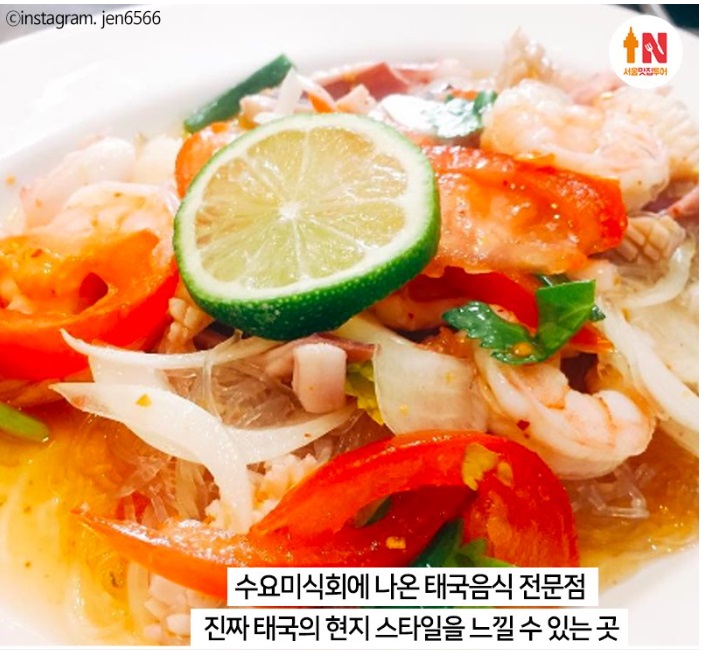 ⓒinstagram. jen6566
IN
서울맛집투어
수요미식회에 나온 태국음식 전문점
진짜 태국의 현지 스타일을 느낄 수 있는 곳